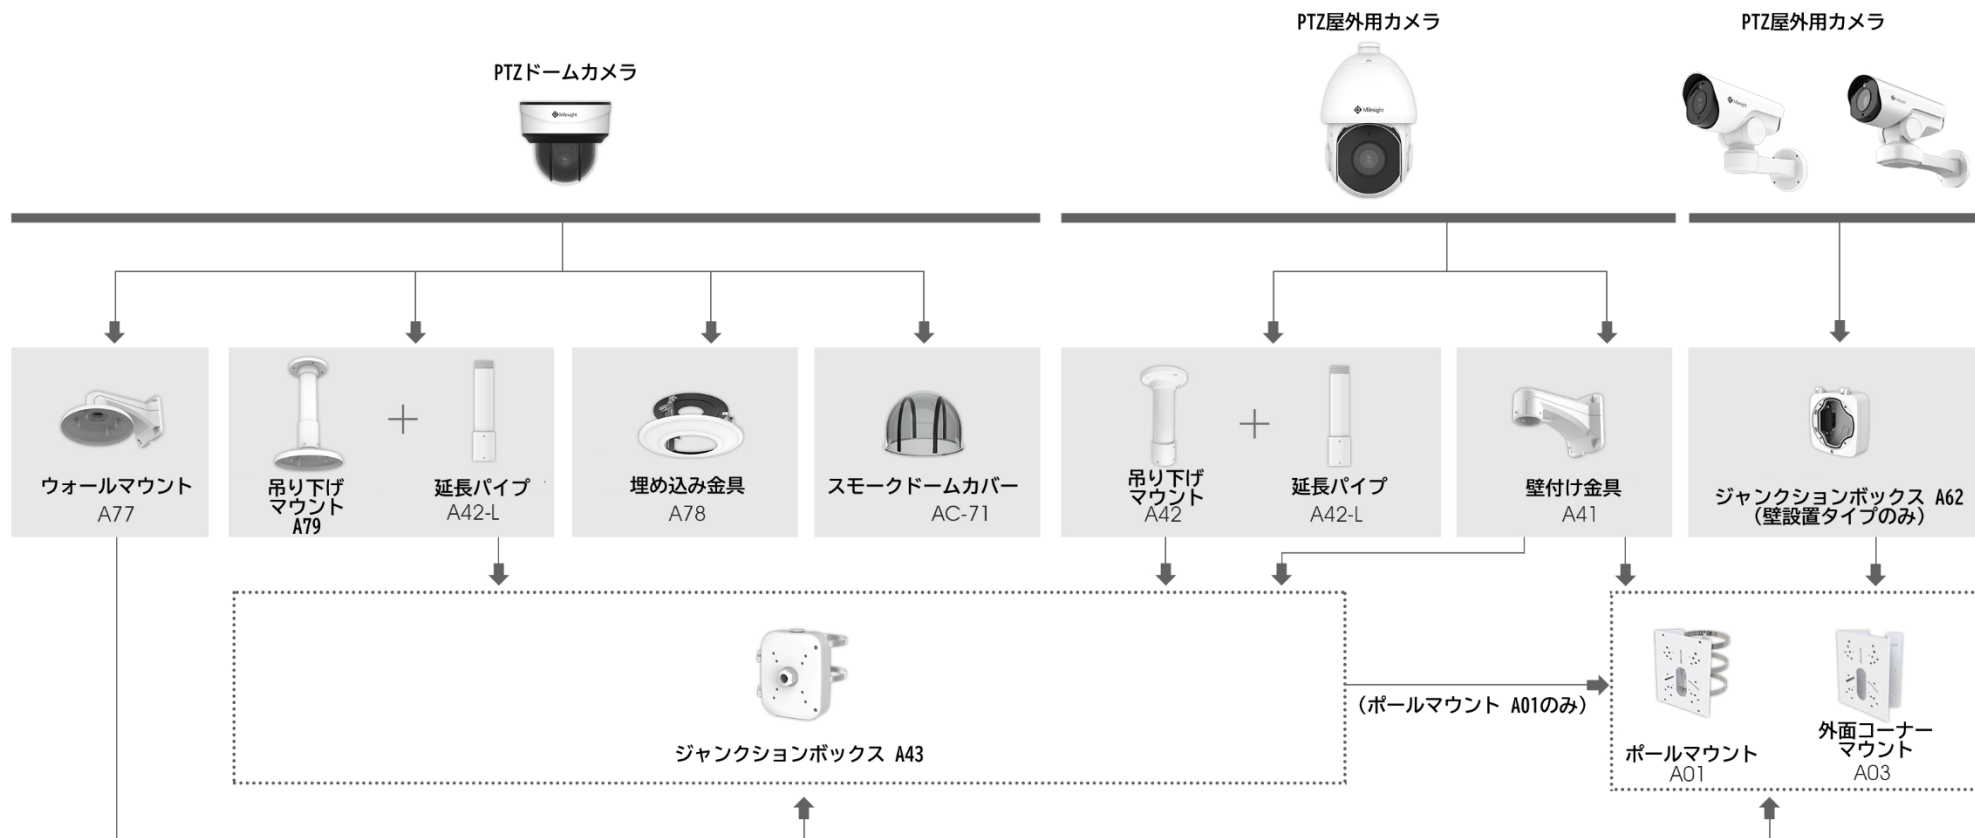 PTZ屋外用カメラ
PTZ屋外用カメラ
PTZドームカメラ
Milesight
Milesight
Milesight
Milesight
ウォールマウント
A77
吊り下げ
マウント
A79
延長パイプ
A42-L
埋め込み金具
A78
スモークドームカバー
AC-71
吊り下げ
マウント
A42
延長パイプ
A42-L
壁付け金具
A41
ジャンクションボックス A62
(壁設置タイプのみ)
ジャンクションボックス A43
(ポールマウント A01のみ)
ポールマウント
A01
外面コーナー
マウント
A03